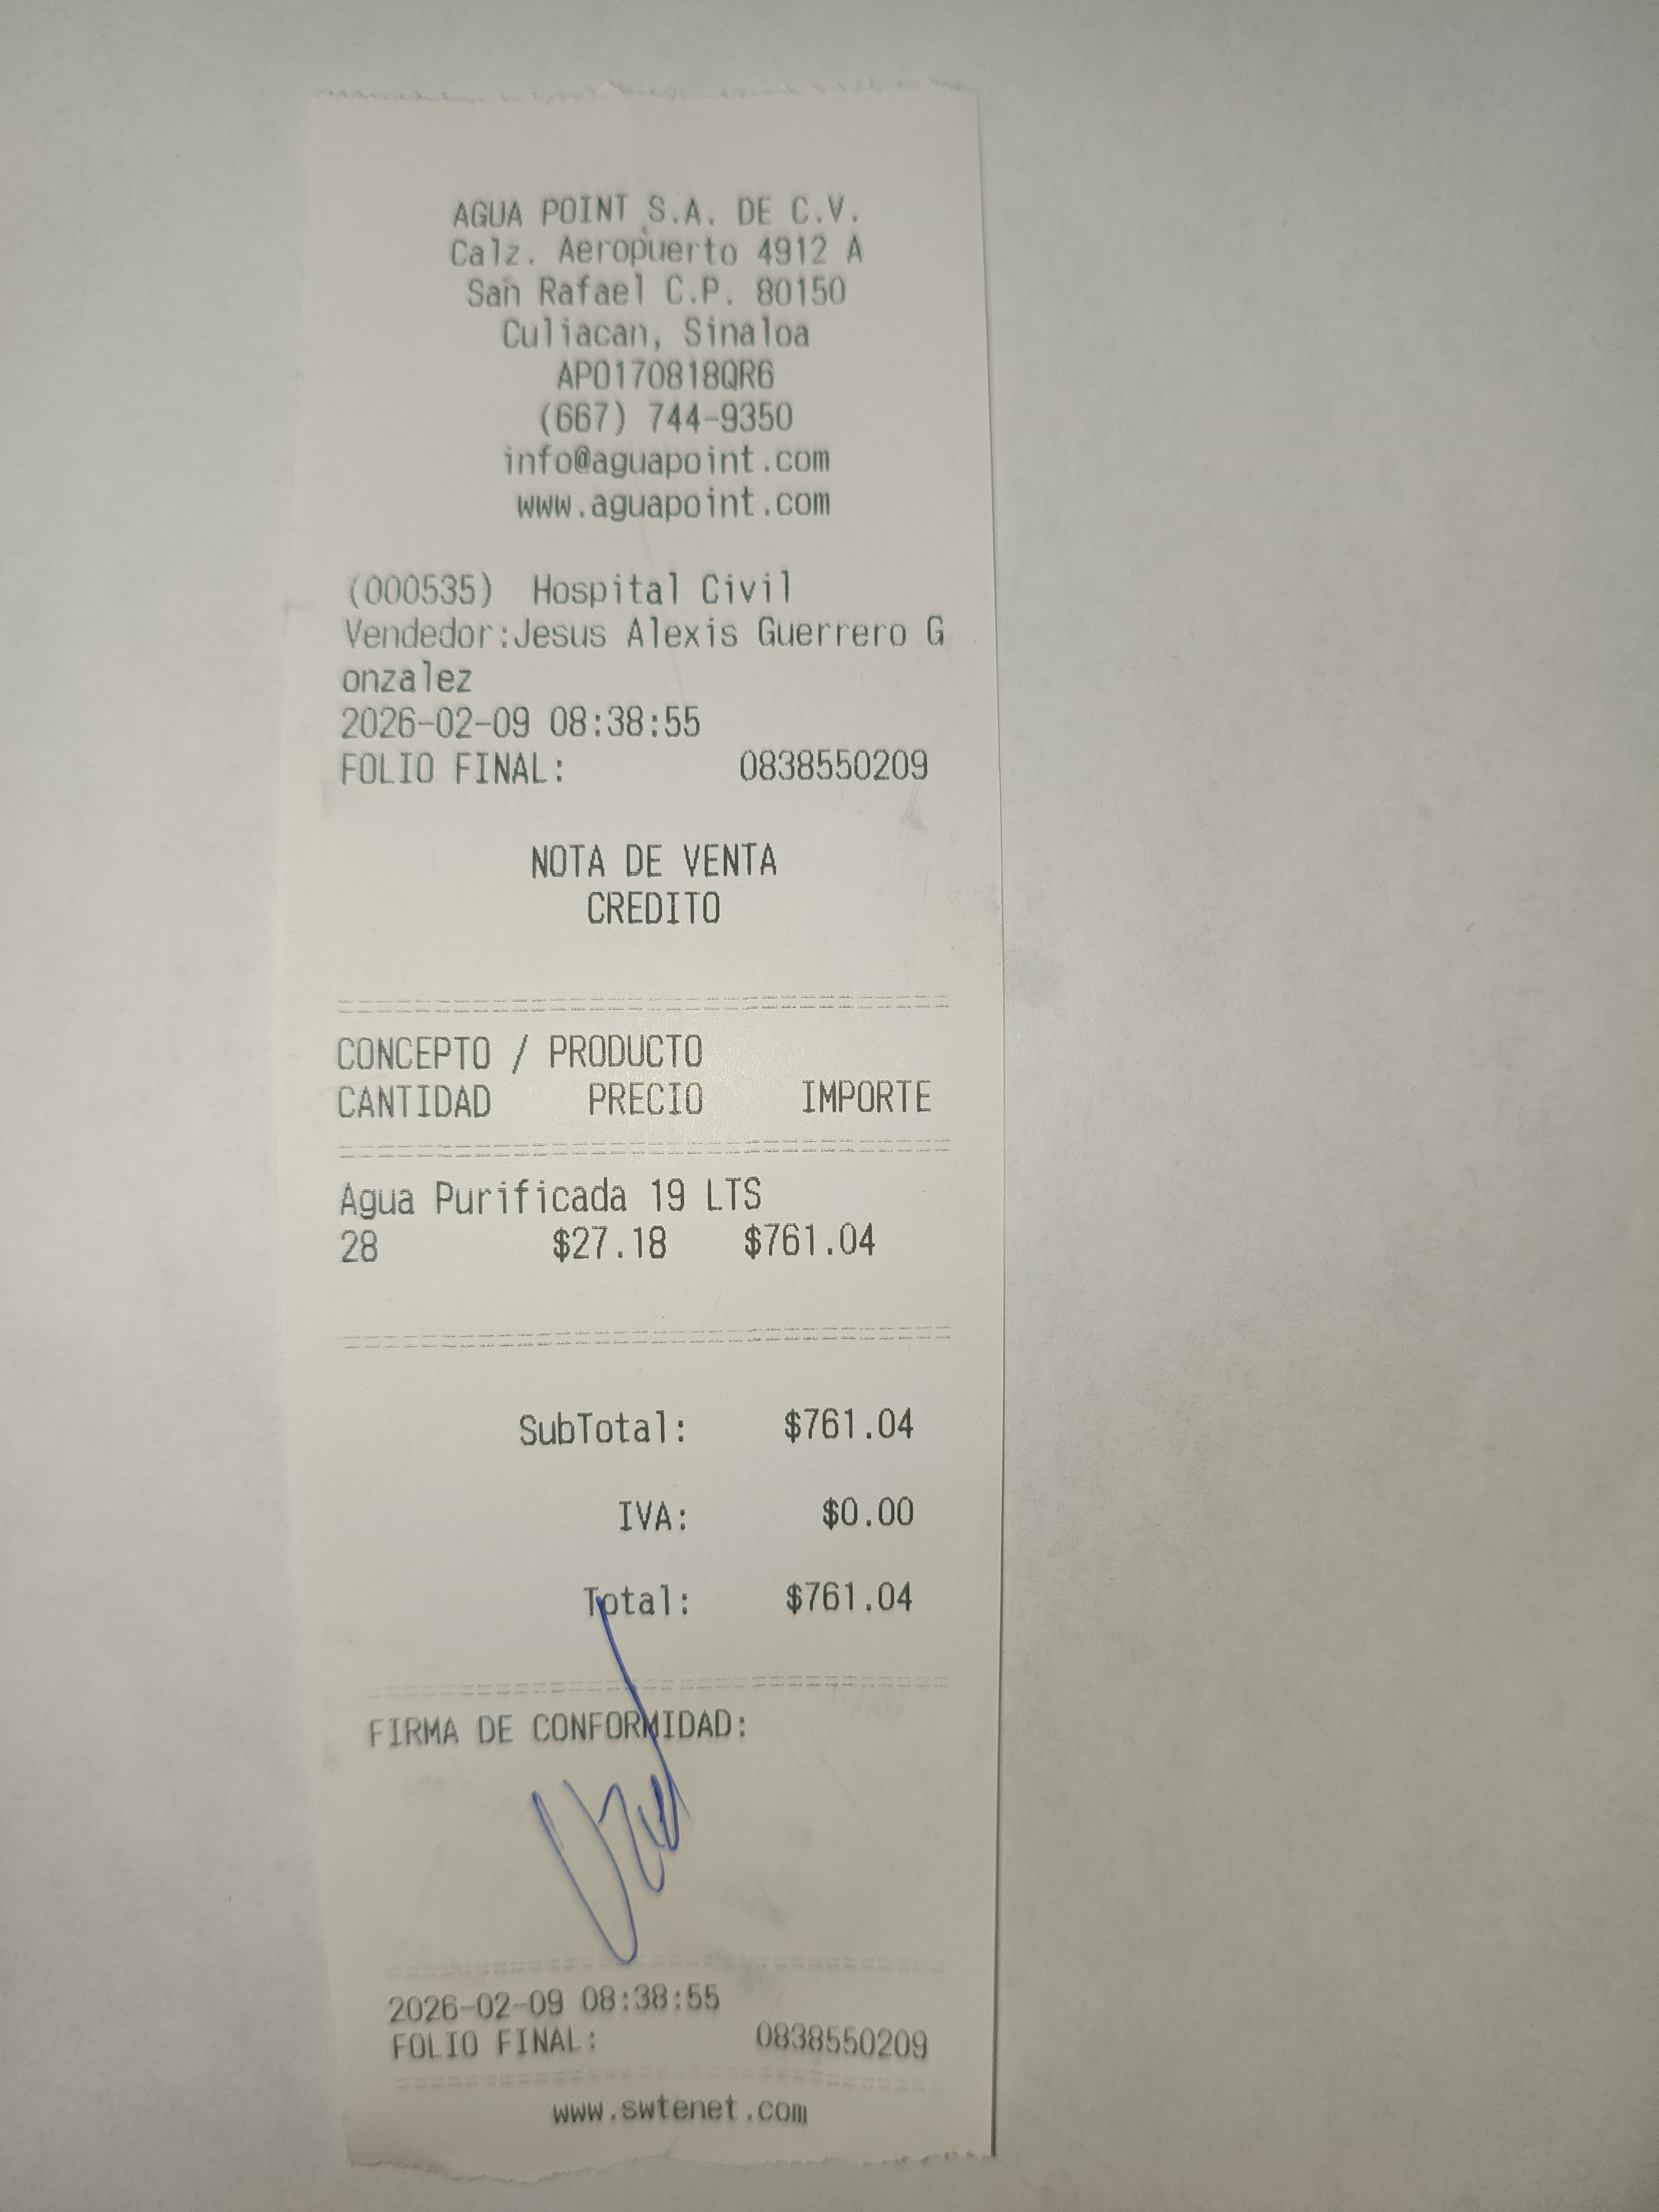 AGUA POINT S.A. DE C.V.
Calz. Aeropuerto 4912 A
San Rafael C.P. 80150
Culiacan, Sinaloa
APO170818QR6
(667) 744-9350
info@aguapoint.com
www.aguapoint.com
(000535) Hospital Civil
Vendedor:Jesus Alexis Guerrero G
onzalez
2026-02-09 08:38:55
FOLIO FINAL: 0838550209
NOTA DE VENTA
CREDITO
CONCEPTO / PRODUCTO
CANTIDAD PRECIO IMPORTE
Agua Purificada 19 LTS
28 $27.18 $761.04
SubTotal: $761.04
IVA: $0.00
Total: $761.04
FIRMA DE CONFORMIDAD:
2026-02-09 08:38:55
FOLIO FINAL: 0838550209
www.swtenet.com